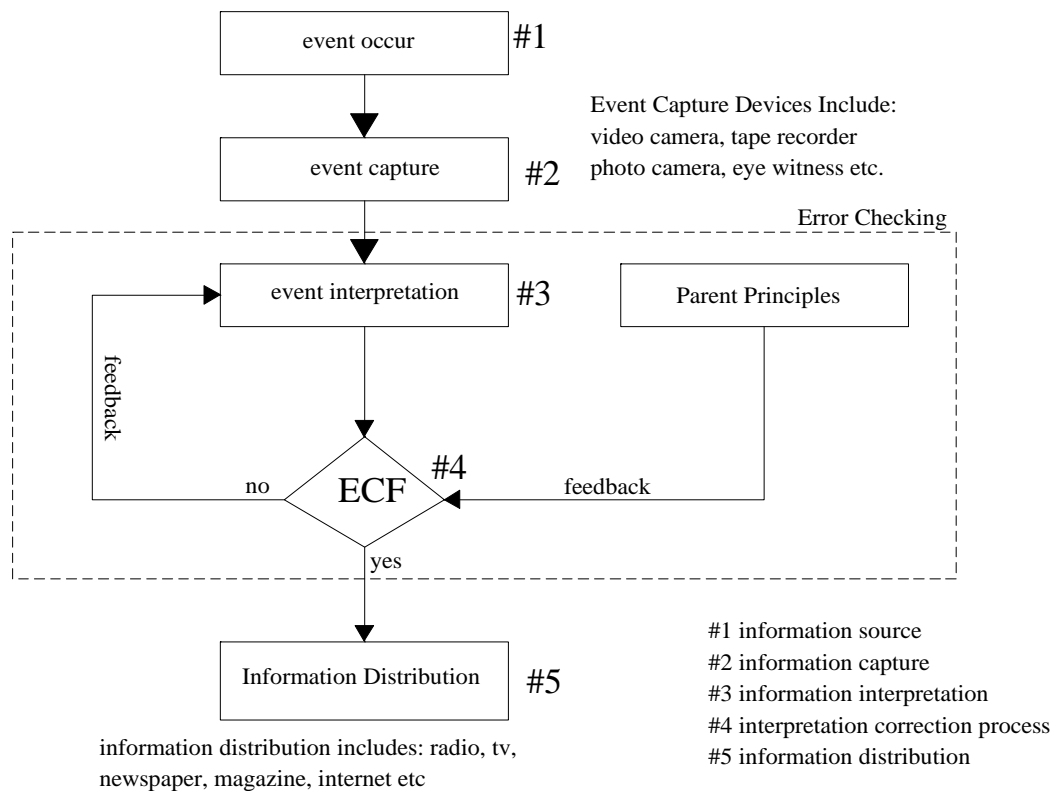 event occur
#1
Event Capture Devices Include:
video camera, tape recorder
photo camera, eye witness etc.
event capture
#2
Error Checking
event interpretation
#3
Parent Principles
feedback
#4
ECF
no
feedback
yes
Information Distribution
#5
information distribution includes: radio, tv,
newspaper, magazine, internet etc
#1 information source
#2 information capture
#3 information interpretation
#4 interpretation correction process
#5 information distribution